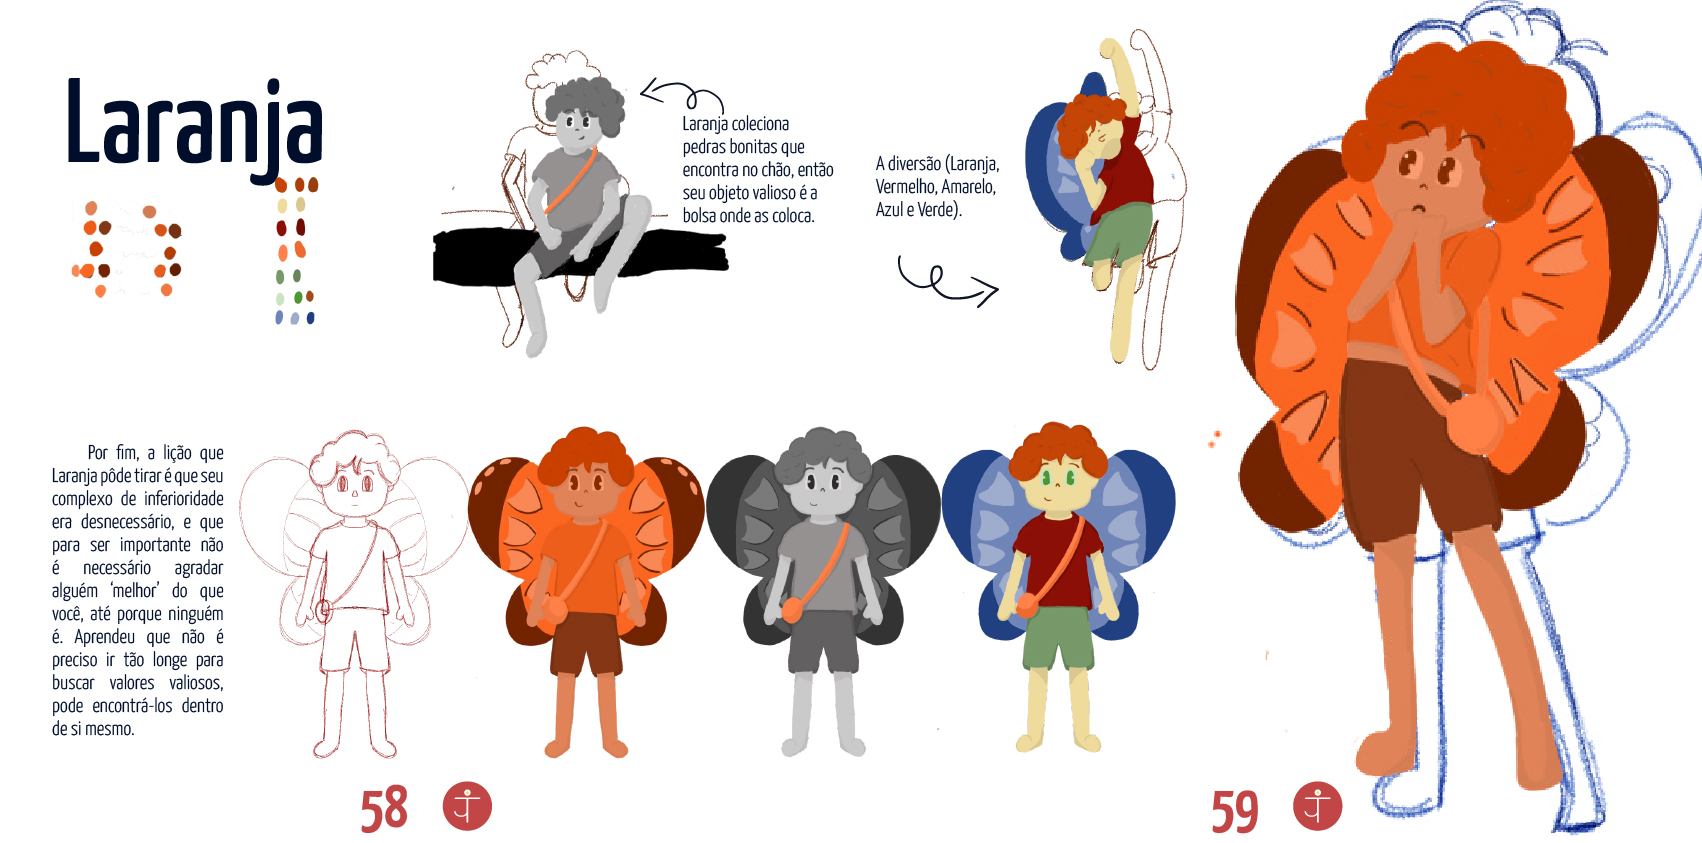 Laranja
Laranja coleciona
pedras bonitas que
encontra no chão, então
seu objeto valioso é a
bolsa onde as coloca.
A diversão (Laranja,
Vermelho, Amarelo,
Azul e Verde).
Por fim, a lição que
Laranja pôde tirar é que seu
complexo de inferioridade
era desnecessário, e que
para ser importante não
é necessário agradar
alguém ‘melhor’ do que
você, até porque ninguém
é. Aprendeu que não é
preciso ir tão longe para
buscar valores valiosos,
pode encontrá-los dentro
de si mesmo.
58
59